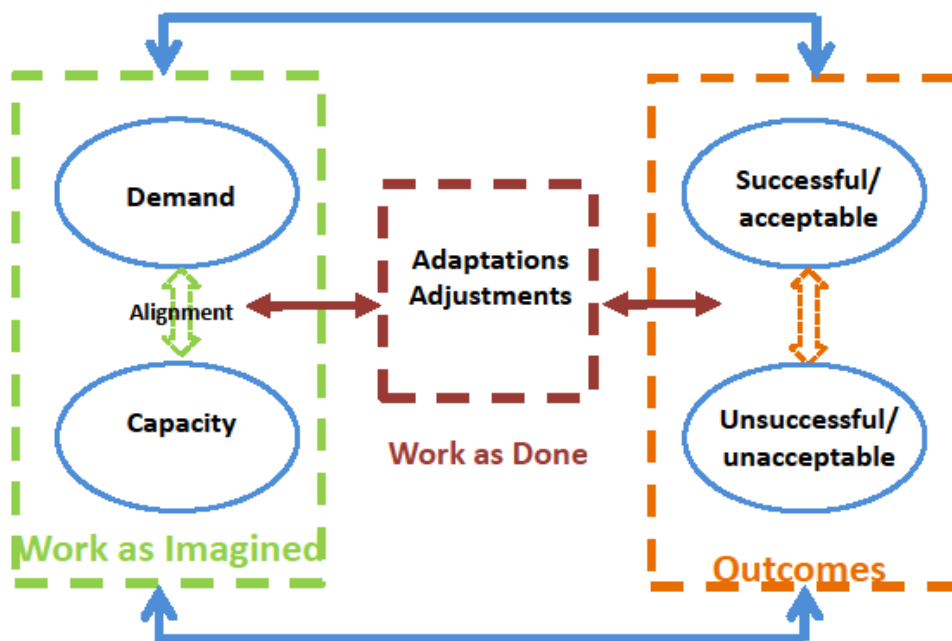 Demand
Alignment
Capacity
Work as Imagined
Adaptations
Adjustments
Work as Done
Successful/
acceptable
Unsuccessful/
unacceptable
Outcomes